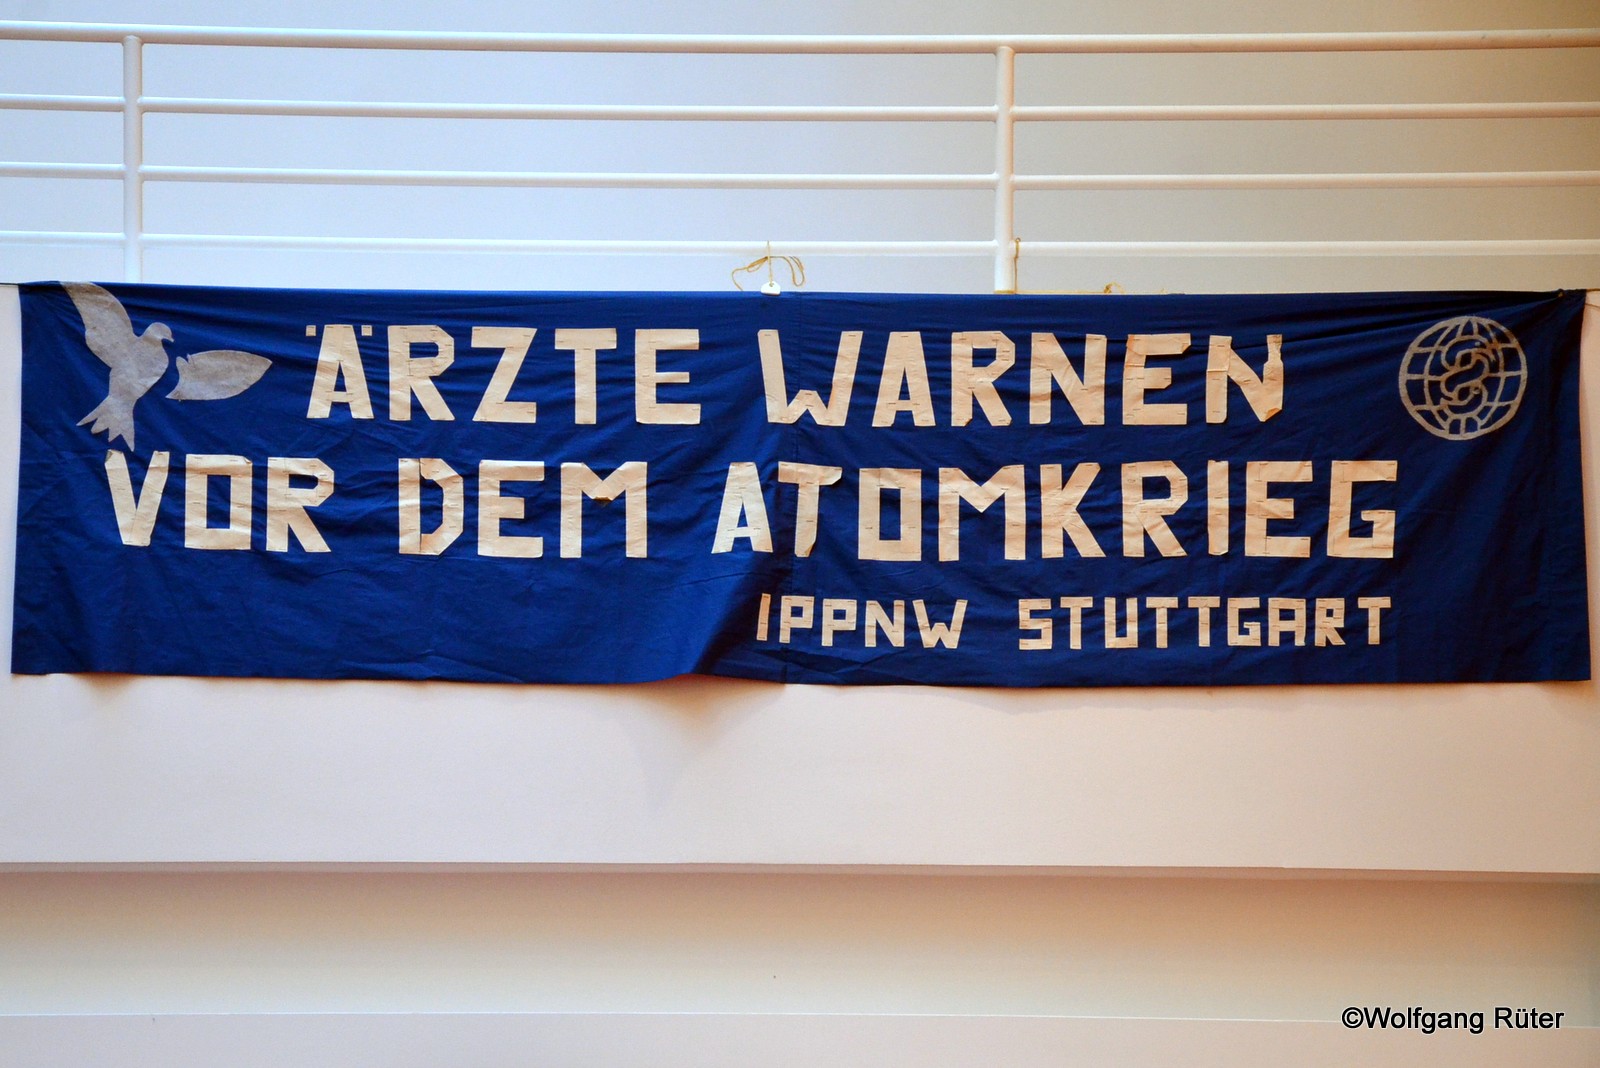 ÄRZTE WARNEN
VOR DEM ATOMKRIEG
IPPNW STUTTGART
©Wolfgang Rüter